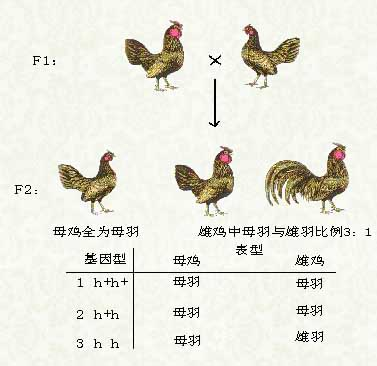 F1:
×
F2:
母鸡全为母羽
雄鸡中母羽与雄羽比例3:1
表型
基因型 母鸡 雄鸡
1 h+h+ 母羽 母羽
2 h+h 母羽 母羽
3 h h 母羽 雄羽